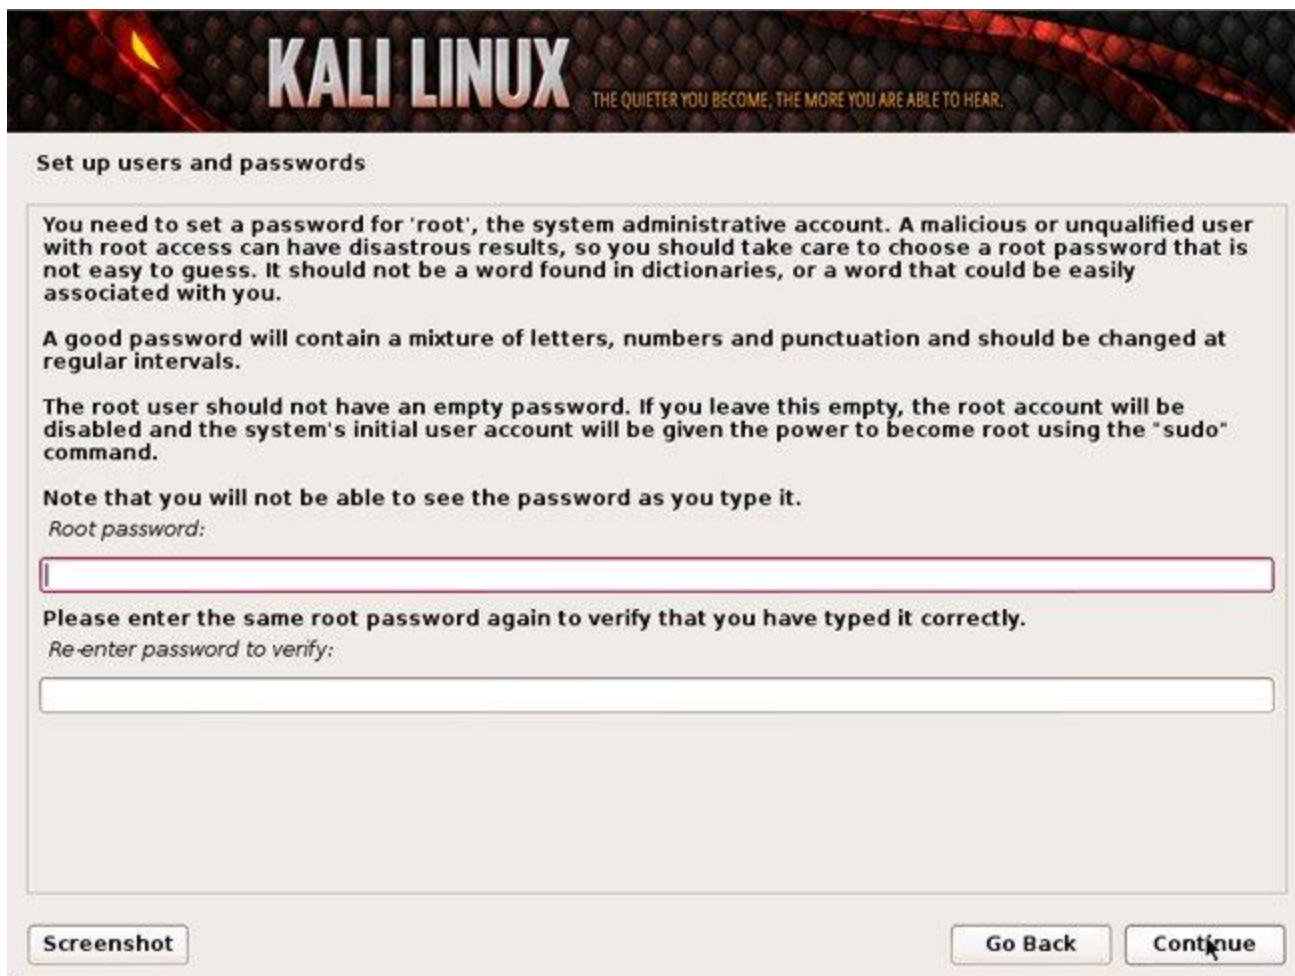 KALI LINUX
THE QUIETER YOU BECOME, THE MORE YOU ARE ABLE TO HEAR.
Set up users and passwords
You need to set a password for 'root', the system administrative account. A malicious or unqualified user
with root access can have disastrous results, so you should take care to choose a root password that is
not easy to guess. It should not be a word found in dictionaries, or a word that could be easily
associated with you.
A good password will contain a mixture of letters, numbers and punctuation and should be changed at
regular intervals.
The root user should not have an empty password. If you leave this empty, the root account will be
disabled and the system's initial user account will be given the power to become root using the "sudo"
command.
Note that you will not be able to see the password as you type it.
Root password:
Please enter the same root password again to verify that you have typed it correctly.
Re-enter password to verify:
Screenshot
Go Back
Continue